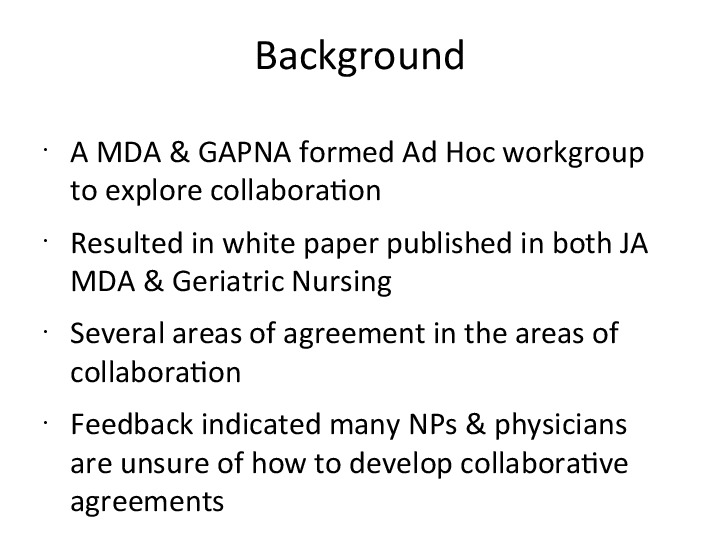 Background
· A MDA & GAPNA formed Ad Hoc workgroup
to explore collaboration
· Resulted in white paper published in both JA
MDA & Geriatric Nursing
· Several areas of agreement in the areas of
collaboration
· Feedback indicated many NPs & physicians
are unsure of how to develop collaborative
agreements